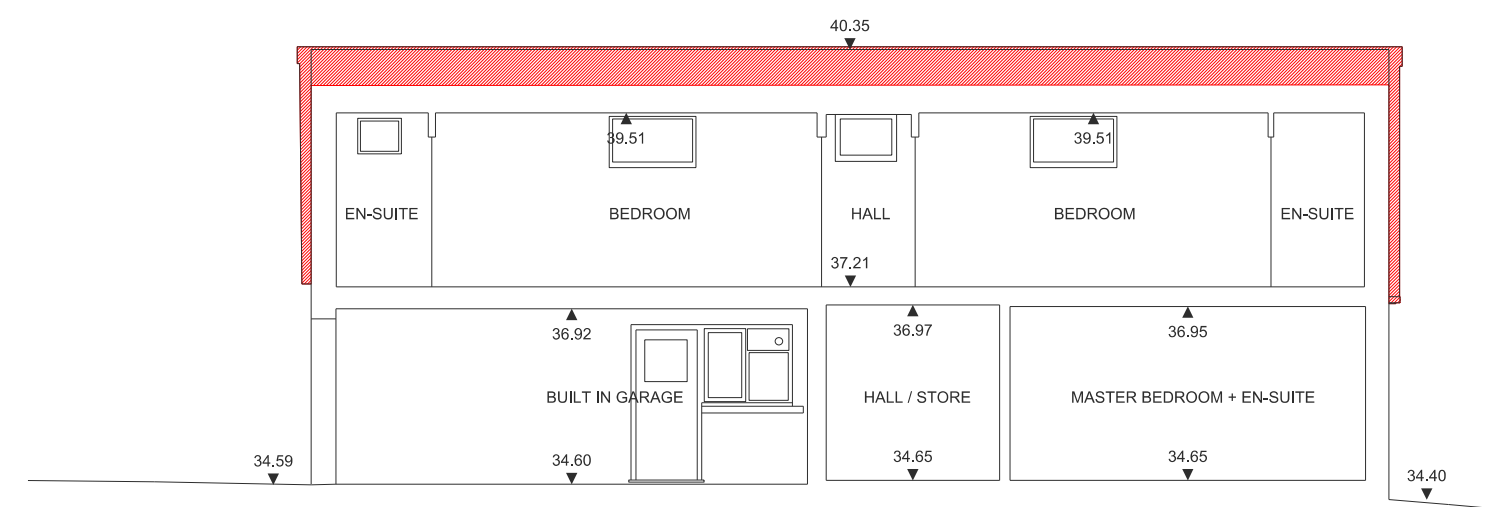 40.35
39.51
39.51
EN-SUITE
BEDROOM
HALL
BEDROOM
EN-SUITE
37.21
36.92
36.97
36.95
BUILT IN GARAGE
HALL / STORE
MASTER BEDROOM + EN-SUITE
34.59
34.60
34.65
34.65
34.40